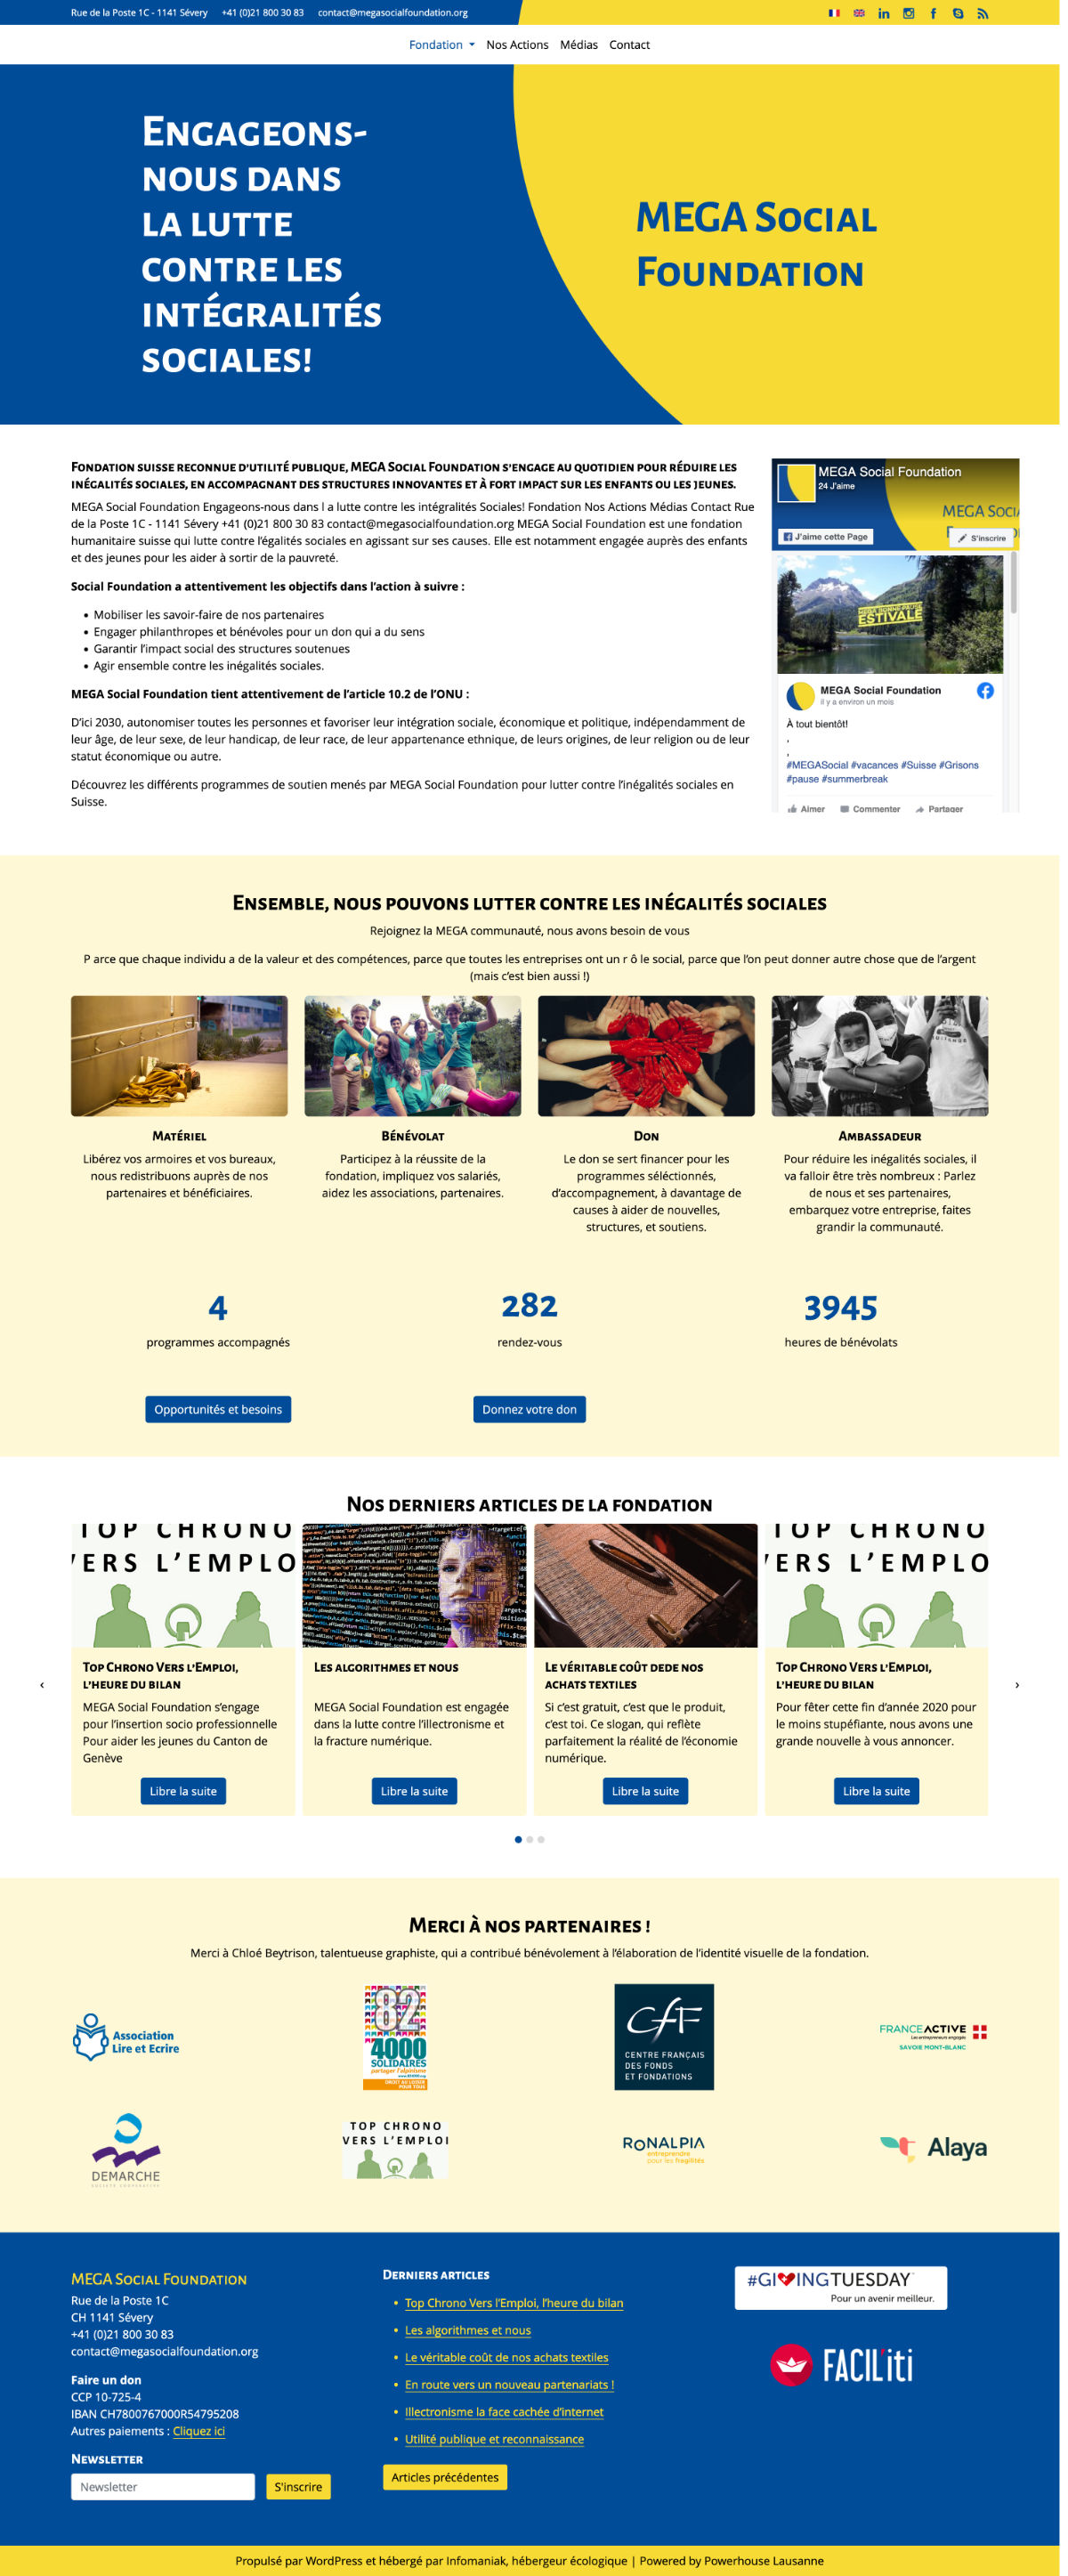 Rue de la Poste 1C - 1141 Sévery +41 (0)21 800 30 83 contact@megasocialfoundation.org
Fondation Nos Actions Médias Contact
Engageons-
nous dans
la lutte
contre les
intégralités
sociales!
MEGA Social
Foundation
Fondation suisse reconnue d'utilité publique, MEGA Social Foundation s'engage au quotidien pour réduire les
inégalités sociales, en accompagnant des structures innovantes et à fort impact sur les enfants ou les jeunes.
MEGA Social Foundation Engageons-nous dans l a lutte contre les intégralités Sociales! Fondation Nos Actions Médias Contact Rue
de la Poste 1C - 1141 Sévery +41 (0)21 800 30 83 contact@megasocialfoundation.org MEGA Social Foundation est une fondation
humanitaire suisse qui lutte contre l'égalités sociales en agissant sur ses causes. Elle est notamment engagée auprès des enfants
et des jeunes pour les aider à sortir de la pauvreté.
Social Foundation a attentivement les objectifs dans l'action à suivre :
• Mobiliser les savoir-faire de nos partenaires
• Engager philanthropes et bénévoles pour un don qui a du sens
• Garantir l'impact social des structures soutenues
• Agir ensemble contre les inégalités sociales.
MEGA Social Foundation tient attentivement de l'article 10.2 de l'ONU :
D'ici 2030, autonomiser toutes les personnes et favoriser leur intégration sociale, économique et politique, indépendamment de
leur âge, de leur sexe, de leur handicap, de leur race, de leur appartenance ethnique, de leurs origines, de leur religion ou de leur
statut économique ou autre.
Découvrez les différents programmes de soutien menés par MEGA Social Foundation pour lutter contre l'inégalités sociales en
Suisse.
MEGA Social Foundation
24 J'aime
MEGA Soci
J'aime cette Page
S'inscrire
ESTIVALE
MEGA Social Foundation
il y a environ un mois
À tout bientôt!
.
.
#MEGASocial #vacances #Suisse #Grisons
#pause #summerbreak
Aimer Commenter Partager
Ensemble, nous pouvons lutter contre les inégalités sociales
Rejoignez la MEGA communauté, nous avons besoin de vous
P arce que chaque individu a de la valeur et des compétences, parce que toutes les entreprises ont un r ô le social, parce que l'on peut donner autre chose que de l'argent
(mais c'est bien aussi !)
Matériel
Libérez vos armoires et vos bureaux,
nous redistribuons auprès de nos
partenaires et bénéficiaires.
Bénévolat
Participez à la réussite de la
fondation, impliquez vos salariés,
aidez les associations, partenaires.
Don
Le don se sert financer pour les
programmes séléctionnés,
d'accompagnement, à davantage de
causes à aider de nouvelles,
structures, et soutiens.
Ambassadeur
Pour réduire les inégalités sociales, il
va falloir être très nombreux : Parlez
de nous et ses partenaires,
embarquez votre entreprise, faites
grandir la communauté.
4
programmes accompagnés
282
rendez-vous
3945
heures de bénévolats
Opportunités et besoins
Donnez votre don
Nos derniers articles de la fondation
TOP CHRONO
VERS L'EMPLO
Top Chrono Vers l'Emploi,
l'heure du bilan
MEGA Social Foundation s'engage
pour l'insertion socio professionnelle
Pour aider les jeunes du Canton de
Genève
Libre la suite
Les algorithmes et nous
MEGA Social Foundation est engagée
dans la lutte contre l'illectronisme et
la fracture numérique.
Libre la suite
Le véritable coût dede nos
achats textiles
Si c'est gratuit, c'est que le produit,
c'est toi. Ce slogan, qui reflète
parfaitement la réalité de l'économie
numérique.
Libre la suite
TOP CHRONO
VERS L'EMPLO
Top Chrono Vers l'Emploi,
l'heure du bilan
Pour fêter cette fin d'année 2020 pour
le moins stupéfiante, nous avons une
grande nouvelle à vous annoncer.
Libre la suite
‹
›
Merci à nos partenaires !
Merci à Chloé Beytrison, talentueuse graphiste, qui a contribué bénévolement à l'élaboration de l'identité visuelle de la fondation.
Association
Lire et Ecrire
82
4000
SOLIDAIRES
partager l'alpinisme
CfF
CENTRE FRANÇAIS
DES FONDS
ET FONDATIONS
FRANCEACTIVE
Les entrepreneurs engagés
SAVOIE MONT-BLANC
DEMARCHE
SOCIÉTÉ COOPÉRATIVE
TOP CHRONO
VERS L'EMPLOI
RONALPIA
entreprendre
pour les fragilités
Alaya
MEGA Social Foundation
Rue de la Poste 1C
CH 1141 Sévery
+41 (0)21 800 30 83
contact@megasocialfoundation.org
Faire un don
CCP 10-725-4
IBAN CH7800767000R54795208
Autres paiements : Cliquez ici
Newsletter
Newsletter
S'inscrire
Derniers articles
• Top Chrono Vers l'Emploi, l'heure du bilan
• Les algorithmes et nous
• Le véritable coût de nos achats textiles
• En route vers un nouveau partenariats !
• Illectronisme la face cachée d'internet
• Utilité publique et reconnaissance
Articles précédentes
#GIVINGTUESDAY
Pour un avenir meilleur.
FACIL'iti
Propulsé par WordPress et hébergé par Infomaniak, hébergeur écologique | Powered by Powerhouse Lausanne